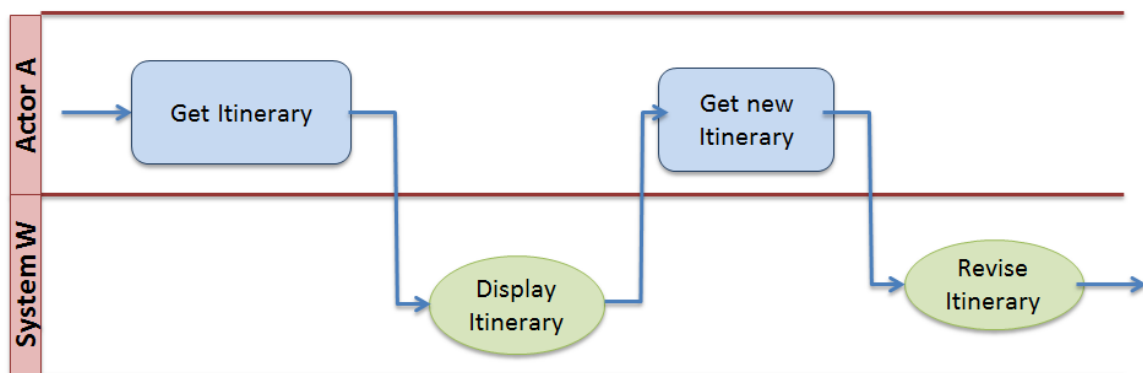 Actor A
Get Itinerary
Get new
Itinerary
System W
Display
Itinerary
Revise
Itinerary